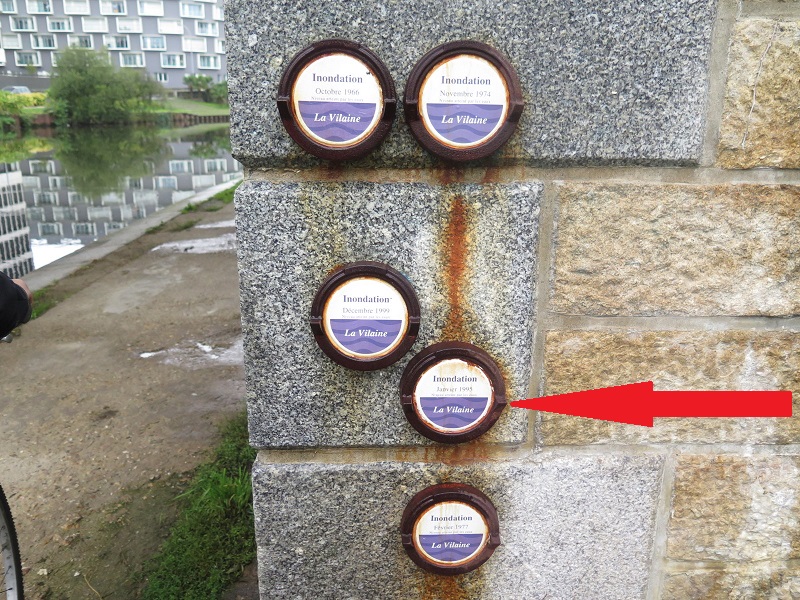 Inondation
Octobre 1966
La Vilaine
Inondation
Novembre 1974
La Vilaine
Inondation
Décembre 1999
La Vilaine
Inondation
Janvier 1995
La Vilaine
Inondation
Février 1977
La Vilaine